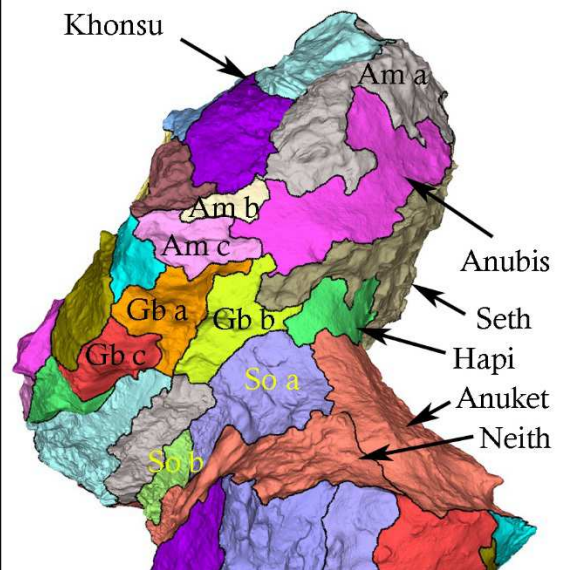 Khonsu
Am a
Am b
Am c
Anubis
Gb a
Gb b
Seth
Gb c
Hapi
So a
Anuket
Neith
So b